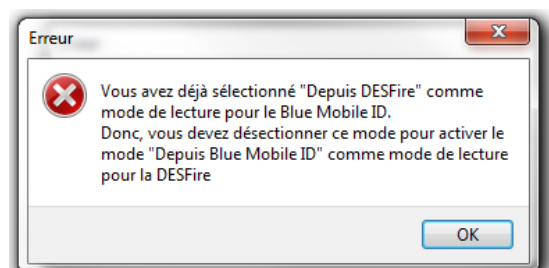 Erreur
Vous avez déjà sélectionné "Depuis DESFire" comme
mode de lecture pour le Blue Mobile ID.
Donc, vous devez désectionner ce mode pour activer le
mode "Depuis Blue Mobile ID" comme mode de lecture
pour la DESFire
OK